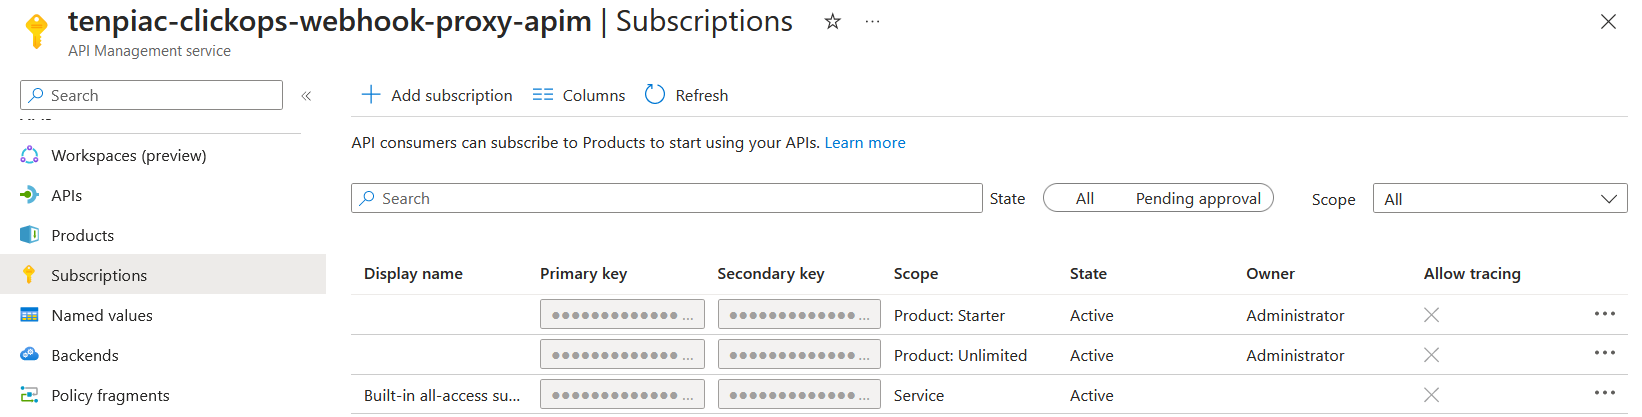 tenpiac-clickops-webhook-proxy-apim | Subscriptions
API Management service
Search
Add subscription Columns Refresh
API consumers can subscribe to Products to start using your APIs. Learn more
Workspaces (preview)
APIs
Products
Subscriptions
Named values
Backends
Policy fragments
Search State All Pending approval Scope All
Display name Primary key Secondary key Scope State Owner Allow tracing
●●●●●●●●●●●●● ... ●●●●●●●●●●●●● ... Product: Starter Active Administrator
●●●●●●●●●●●●● ... ●●●●●●●●●●●●● ... Product: Unlimited Active Administrator
Built-in all-access su... ●●●●●●●●●●●●● ... ●●●●●●●●●●●●● ... Service Active